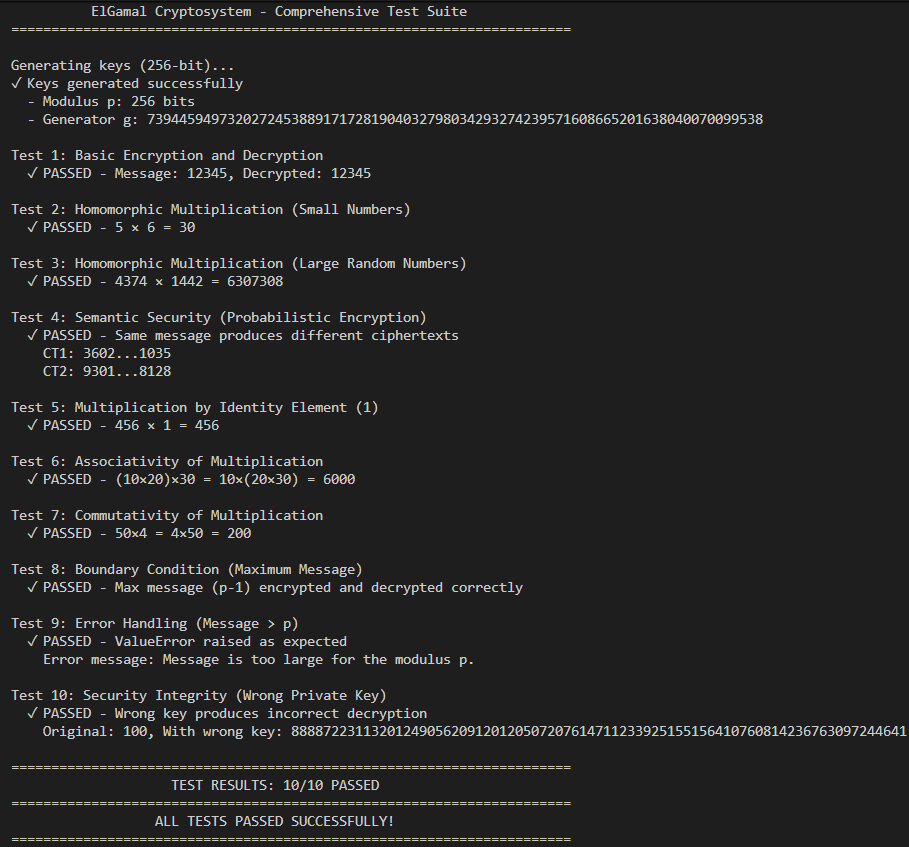 ElGamal Cryptosystem - Comprehensive Test Suite
======================================================================
Generating keys (256-bit)...
✓ Keys generated successfully
- Modulus p: 256 bits
- Generator g: 73944594973202724538891717281904032798034293274239571608665201638040070099538
Test 1: Basic Encryption and Decryption
✓ PASSED - Message: 12345, Decrypted: 12345
Test 2: Homomorphic Multiplication (Small Numbers)
✓ PASSED - 5 × 6 = 30
Test 3: Homomorphic Multiplication (Large Random Numbers)
✓ PASSED - 4374 × 1442 = 6307308
Test 4: Semantic Security (Probabilistic Encryption)
✓ PASSED - Same message produces different ciphertexts
CT1: 3602...1035
CT2: 9301...8128
Test 5: Multiplication by Identity Element (1)
✓ PASSED - 456 × 1 = 456
Test 6: Associativity of Multiplication
✓ PASSED - (10×20)×30 = 10×(20×30) = 6000
Test 7: Commutativity of Multiplication
✓ PASSED - 50×4 = 4×50 = 200
Test 8: Boundary Condition (Maximum Message)
✓ PASSED - Max message (p-1) encrypted and decrypted correctly
Test 9: Error Handling (Message > p)
✓ PASSED - ValueError raised as expected
Error message: Message is too large for the modulus p.
Test 10: Security Integrity (Wrong Private Key)
✓ PASSED - Wrong key produces incorrect decryption
Original: 100, With wrong key: 88887223113201249056209120120507207614711233925155156410760814236763097244641
======================================================================
TEST RESULTS: 10/10 PASSED
======================================================================
ALL TESTS PASSED SUCCESSFULLY!
======================================================================